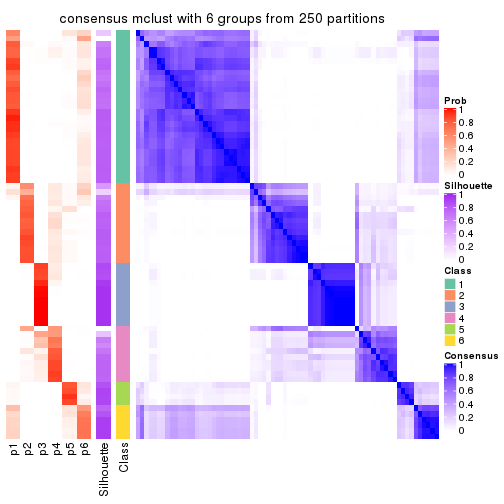 consensus mclust with 6 groups from 250 partitions
Prob
1
0.8
0.6
0.4
0.2
0
Silhouette
1
0.8
0.6
0.4
0.2
0
Class
1
2
3
4
5
6
Consensus
1
0.8
0.6
0.4
0.2
0
p1
p2
p3
p4
p5
p6
Silhouette
Class